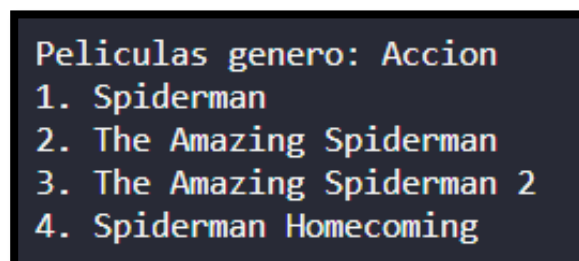 Peliculas genero: Accion
1. Spiderman
2. The Amazing Spiderman
3. The Amazing Spiderman 2
4. Spiderman Homecoming